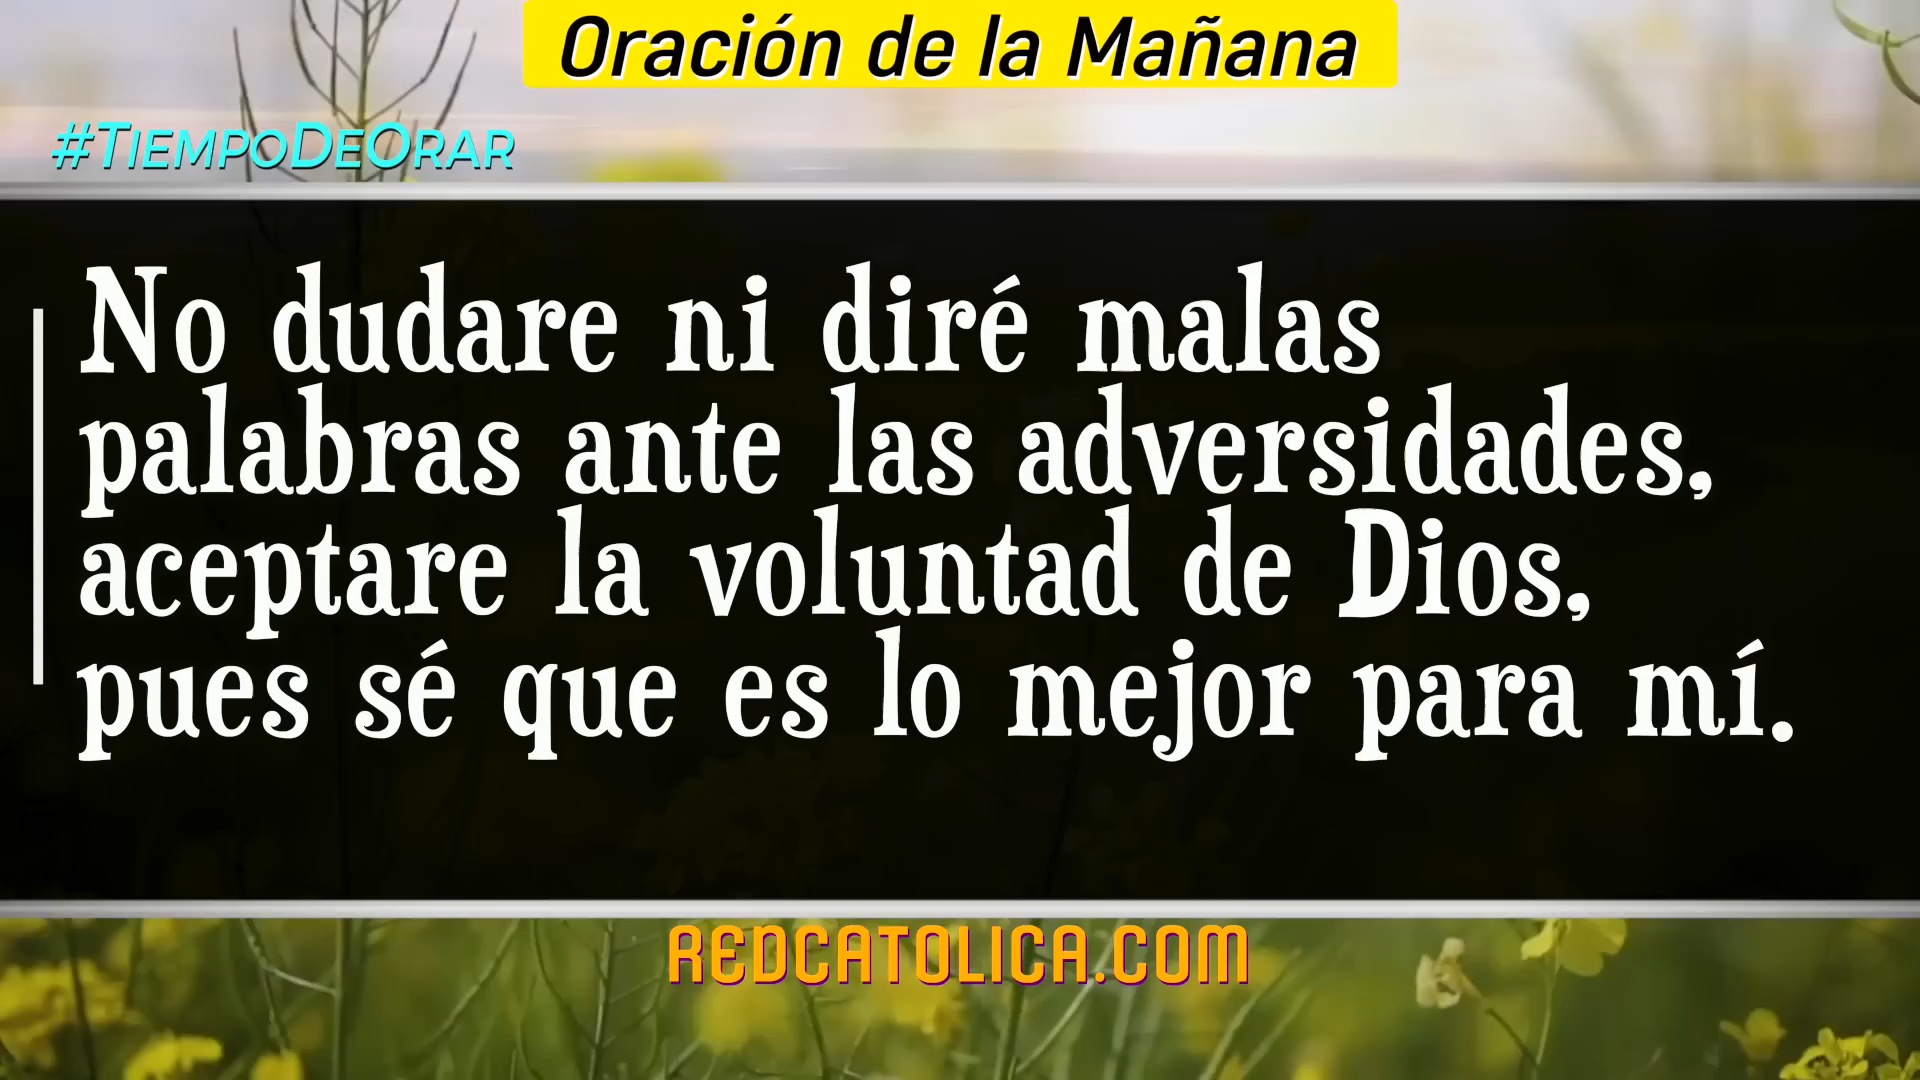 Oración de la Mañana
#TiempoDeOrar
No dudare ni diré malas
palabras ante las adversidades,
aceptare la voluntad de Dios,
pues sé que es lo mejor para mí.
REDCATOLICA.COM